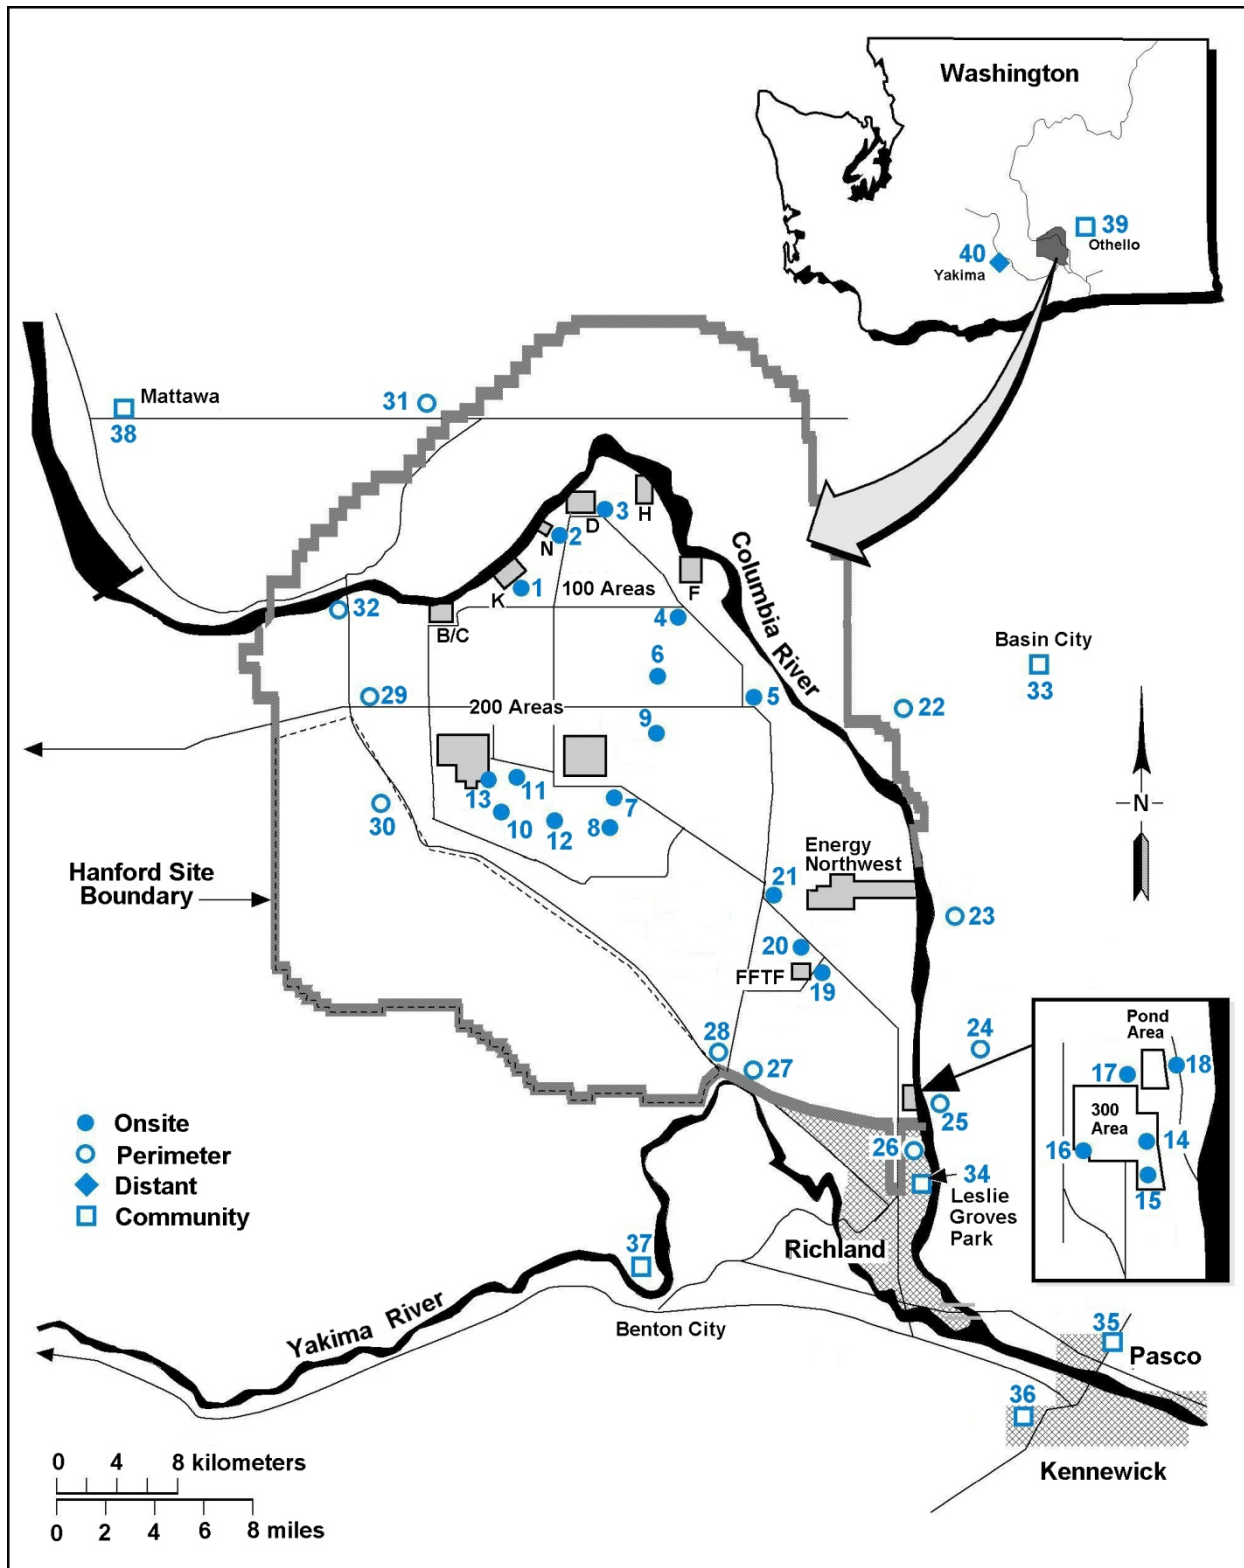 Washington
39
Othello
40
Yakima
Mattawa
38
31
3
D
H
2
N
1
K
100 Areas
F
Columbia River
32
B/C
4
6
5
29
200 Areas
9
22
Basin City
33
13
11
10
12
7
8
30
N
Hanford Site
Boundary
Energy
Northwest
21
23
20
FFTF
19
28
27
24
25
26
34
Leslie
Groves
Park
Pond
Area
17
18
300
Area
14
16
15
Onsite
Perimeter
Distant
Community
Richland
37
Yakima River
Benton City
35
Pasco
36
Kennewick
0 4 8 kilometers
0 2 4 6 8 miles